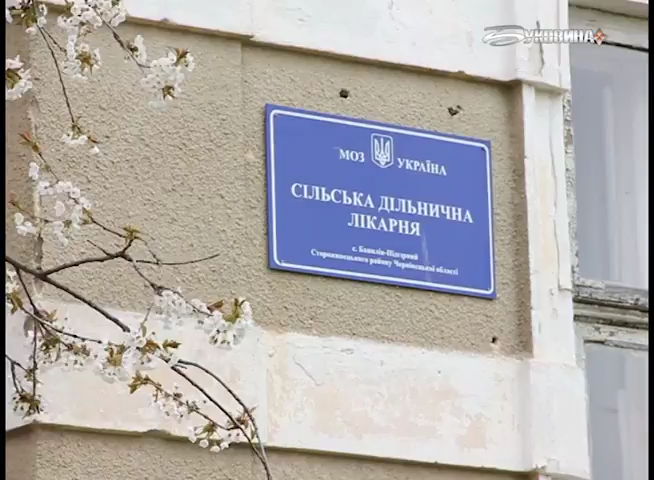 БУКОВИНА
МОЗ УКРАЇНА
СІЛЬСЬКА ДІЛЬНИЧНА
ЛІКАРНЯ
с. Банилів-Підгірний
Сторожинецького району Чернівецької області